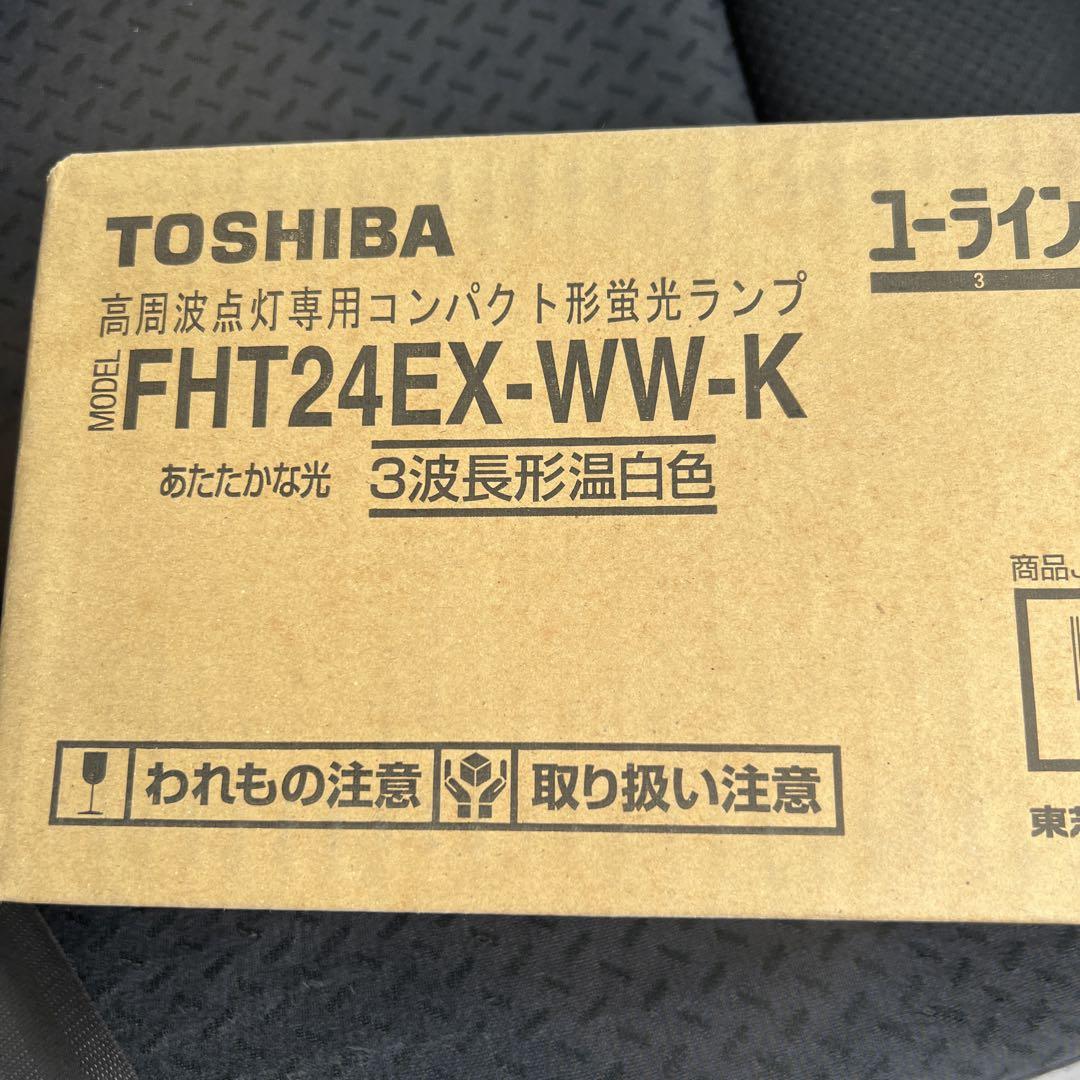 TOSHIBA
ユーライン
3
高周波点灯専用コンパクト形蛍光ランプ
MODEL FHT24EX-WW-K
あたたかな光 3波長形温白色
商品
われもの注意 取り扱い注意
東芝